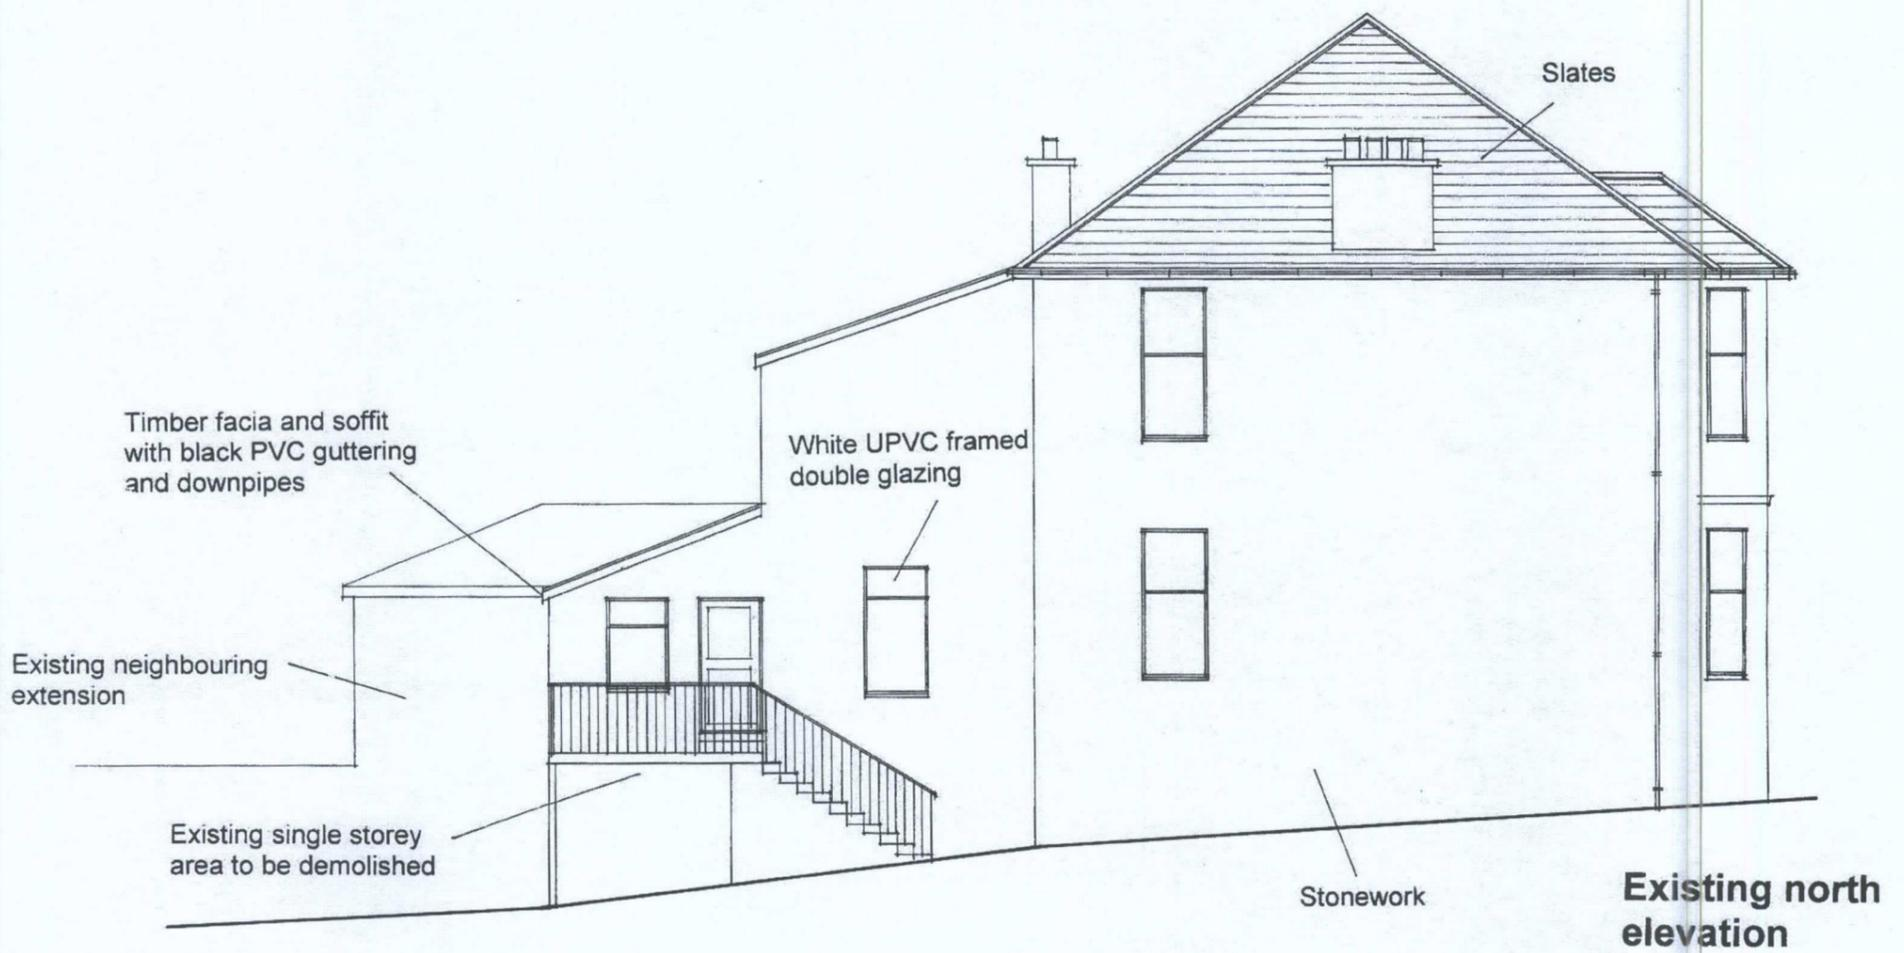 Slates
Timber facia and soffit
with black PVC guttering
and downpipes
White UPVC framed
double glazing
Existing neighbouring
extension
Existing single storey
area to be demolished
Stonework
Existing north
elevation